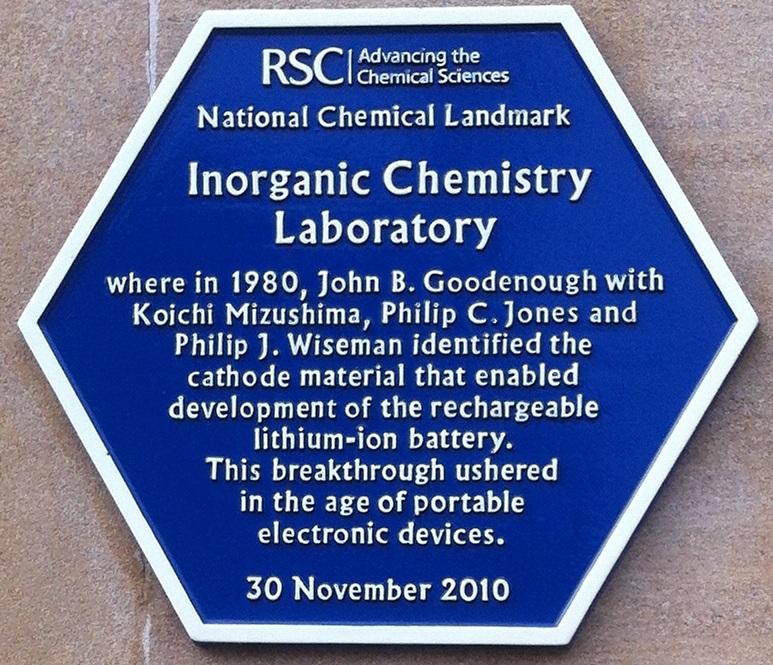 RSC | Advancing the
Chemical Sciences
National Chemical Landmark
Inorganic Chemistry
Laboratory
where in 1980, John B. Goodenough with
Koichi Mizushima, Philip C. Jones and
Philip J. Wiseman identified the
cathode material that enabled
development of the rechargeable
lithium-ion battery.
This breakthrough ushered
in the age of portable
electronic devices.
30 November 2010